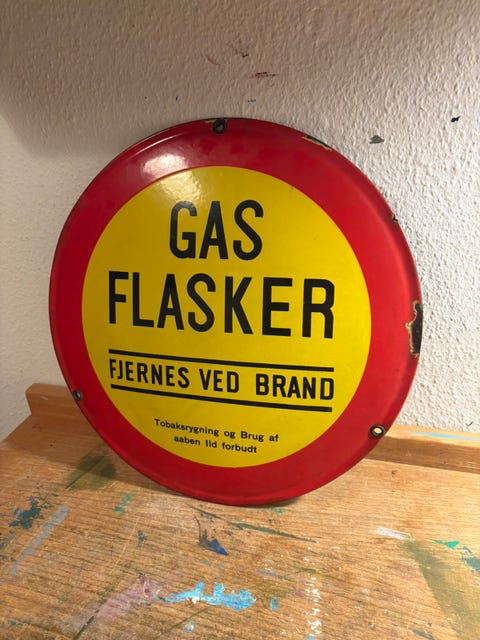 GAS
FLASKER
FJERNES VED BRAND
Tobaksrygning og Brug af
aaben Ild forbudt